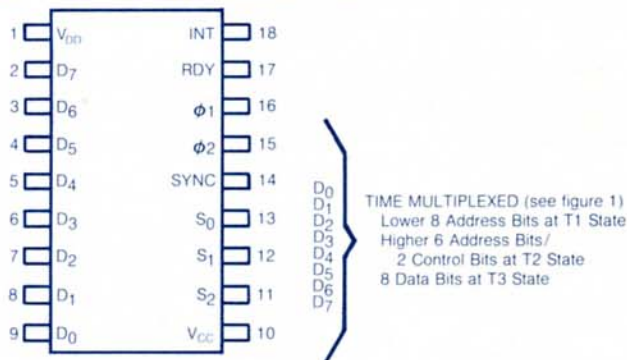 1 V_DD INT 18
2 D7 RDY 17
3 D6 ϕ1 16
4 D5 ϕ2 15
5 D4 SYNC 14
6 D3 S0 13
7 D2 S1 12
8 D1 S2 11
9 D0 V_CC 10
D0
D1
D2
D3
D4
D5
D6
D7
TIME MULTIPLEXED (see figure 1)
Lower 8 Address Bits at T1 State
Higher 6 Address Bits/
2 Control Bits at T2 State
8 Data Bits at T3 State